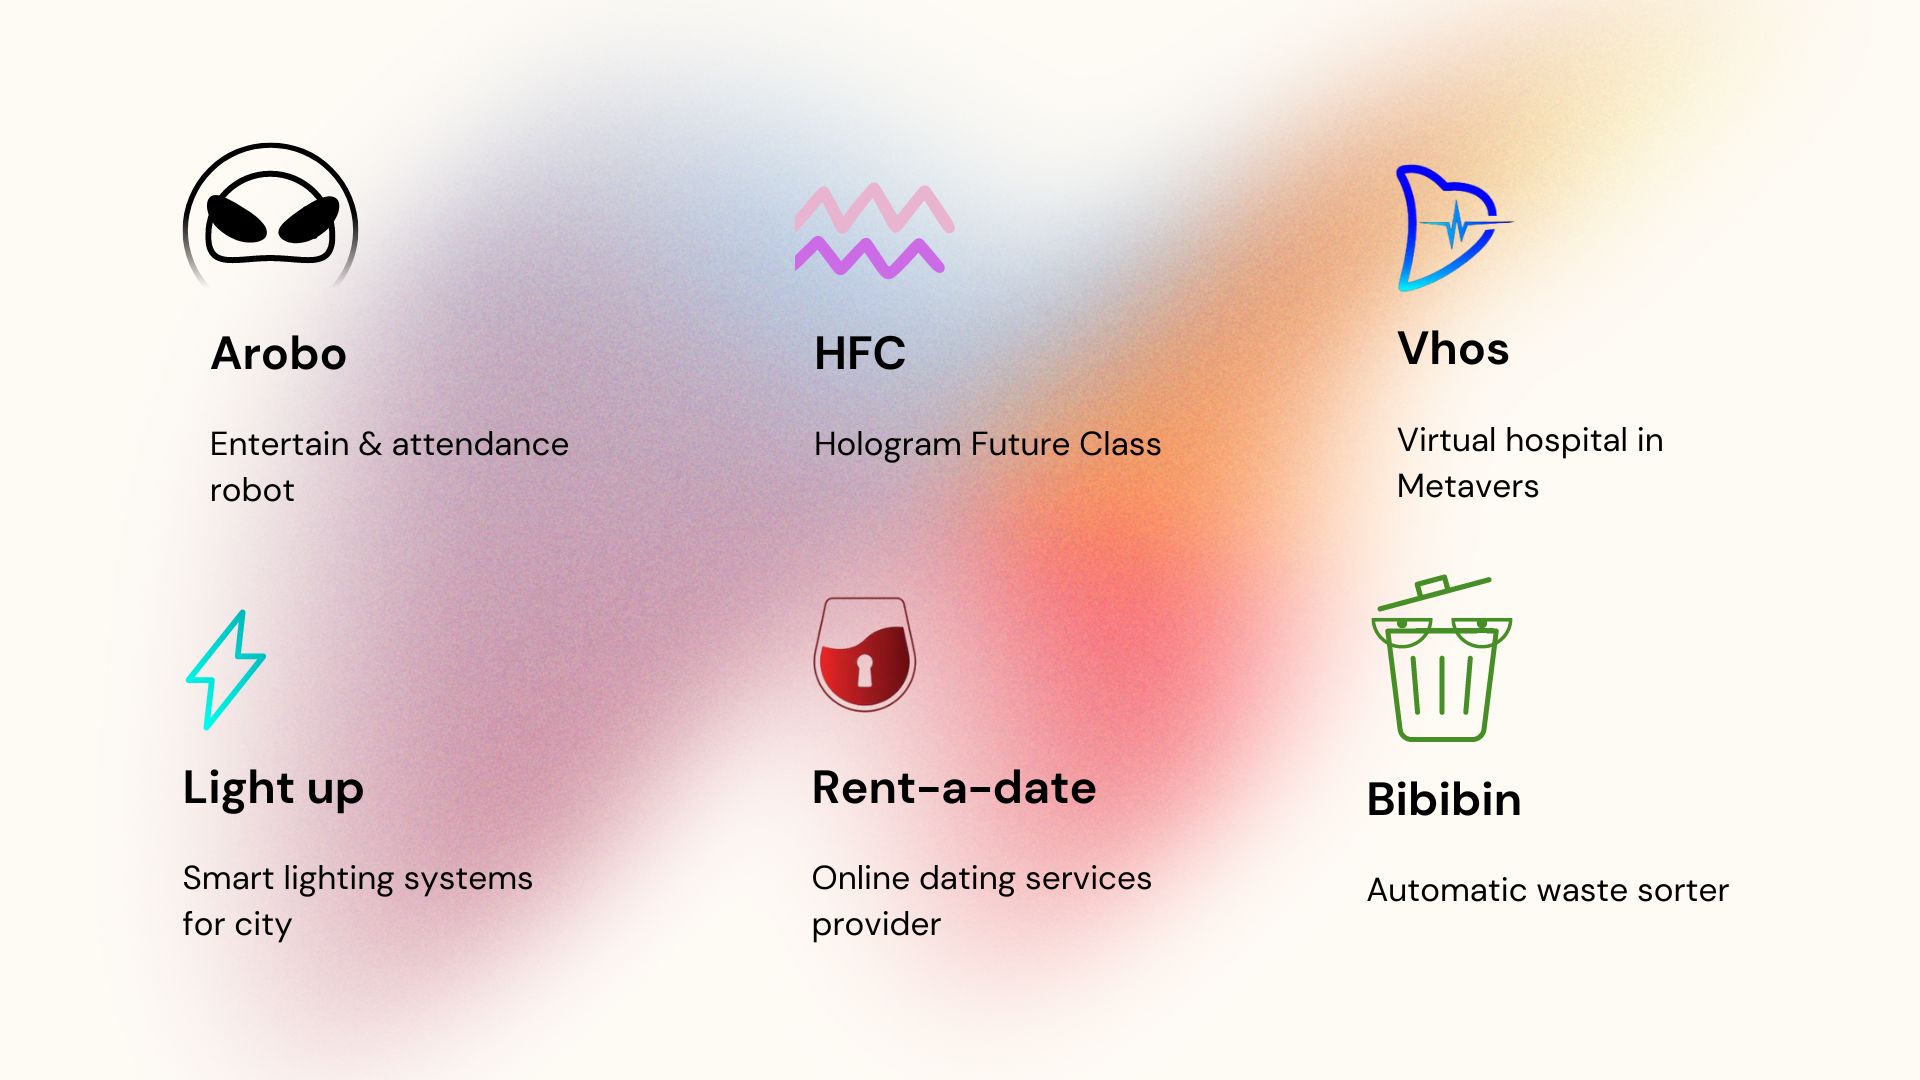 Arobo
Entertain & attendance
robot
HFC
Hologram Future Class
Vhos
Virtual hospital in
Metavers
Light up
Smart lighting systems
for city
Rent-a-date
Online dating services
provider
Bibibin
Automatic waste sorter